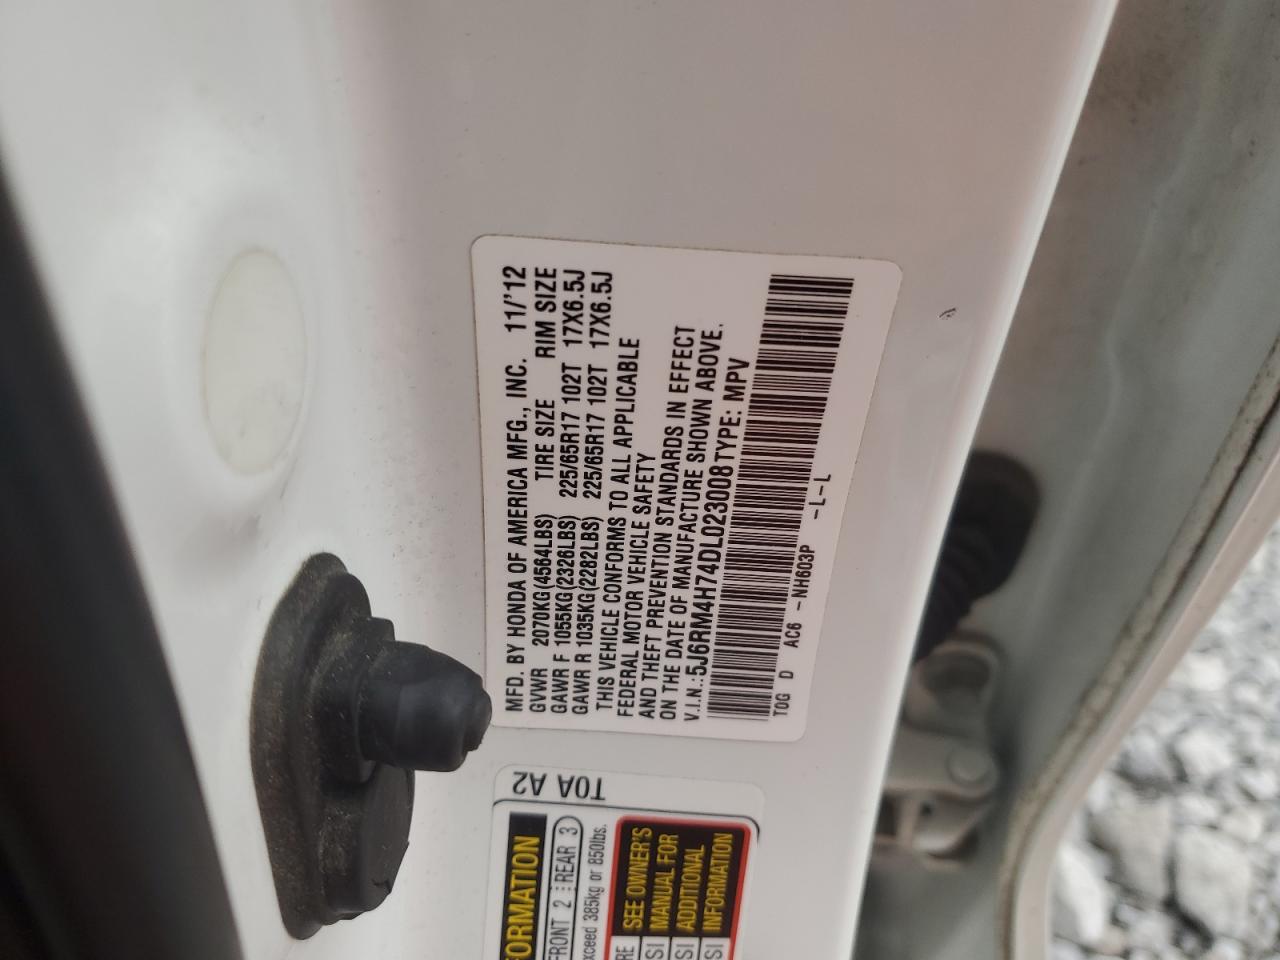 MFD. BY HONDA OF AMERICA MFG., INC. 11/'12
GVWR 2070KG(4564LBS) TIRE SIZE RIM SIZE
GAWR F 1055KG(2326LBS) 225/65R17 102T 17X6.5J
GAWR R 1035KG(2282LBS) 225/65R17 102T 17X6.5J
THIS VEHICLE CONFORMS TO ALL APPLICABLE
FEDERAL MOTOR VEHICLE SAFETY
AND THEFT PREVENTION STANDARDS IN EFFECT
ON THE DATE OF MANUFACTURE SHOWN ABOVE.
V.I.N.: 5J6RM4H74DL023008 TYPE: MPV
TOG D AC6 -NH603P -L-L
T0A A2
FORMATION
FRONT 2 REAR 3
exceed 385kg or 850lbs.
SEE OWNER'S
MANUAL FOR
ADDITIONAL
INFORMATION
RE
SI
SI
SI